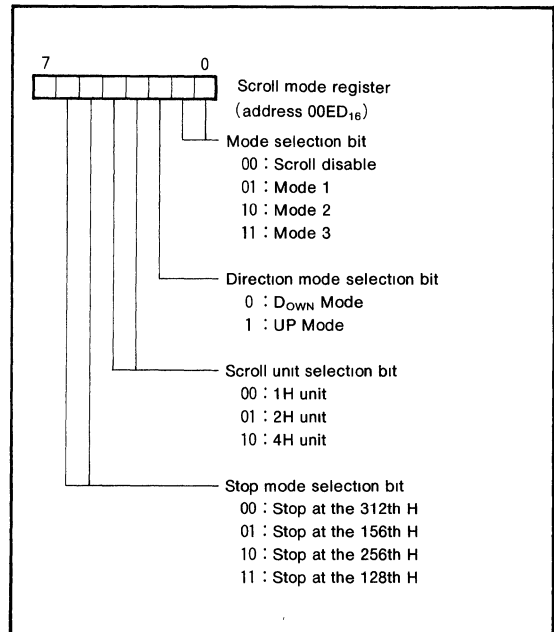 7 0
Scroll mode register
(address 00ED₁₆)
Mode selection bit
00 : Scroll disable
01 : Mode 1
10 : Mode 2
11 : Mode 3
Direction mode selection bit
0 : DOWN Mode
1 : UP Mode
Scroll unit selection bit
00 : 1H unit
01 : 2H unit
10 : 4H unit
Stop mode selection bit
00 : Stop at the 312th H
01 : Stop at the 156th H
10 : Stop at the 256th H
11 : Stop at the 128th H